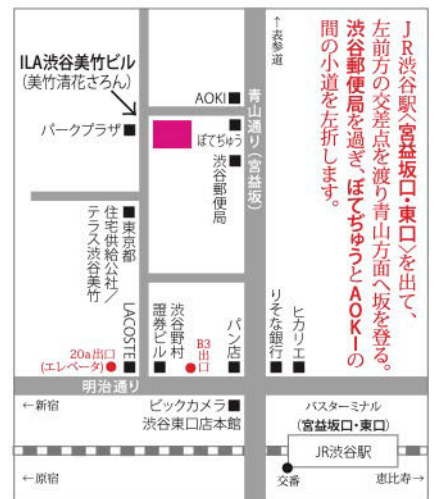 JR渋谷駅〈宮益坂口・東口〉を出て、
左前方の交差点を渡り青山方面へ坂を登る。
渋谷郵便局を過ぎ、ぼてぢゅうとAOKIの
間の小道を左折します。
↑表参道
青山通り(宮益坂)
ILA渋谷美竹ビル
(美竹清花さろん)
パークプラザ■
AOKI■
■ぼてぢゅう
■渋谷郵便局
■東京都
住宅供給公社/
テラス渋谷美竹
LACOSTE■
20a出口
(エレベータ)●
渋谷野村
證券ビル■
B3出口●
パン店■
りそな銀行■
ヒカリエ■
明治通り
←新宿
ビックカメラ■
渋谷東口店本館
バスターミナル
(宮益坂口・東口)
JR渋谷駅
←原宿
交番
恵比寿→